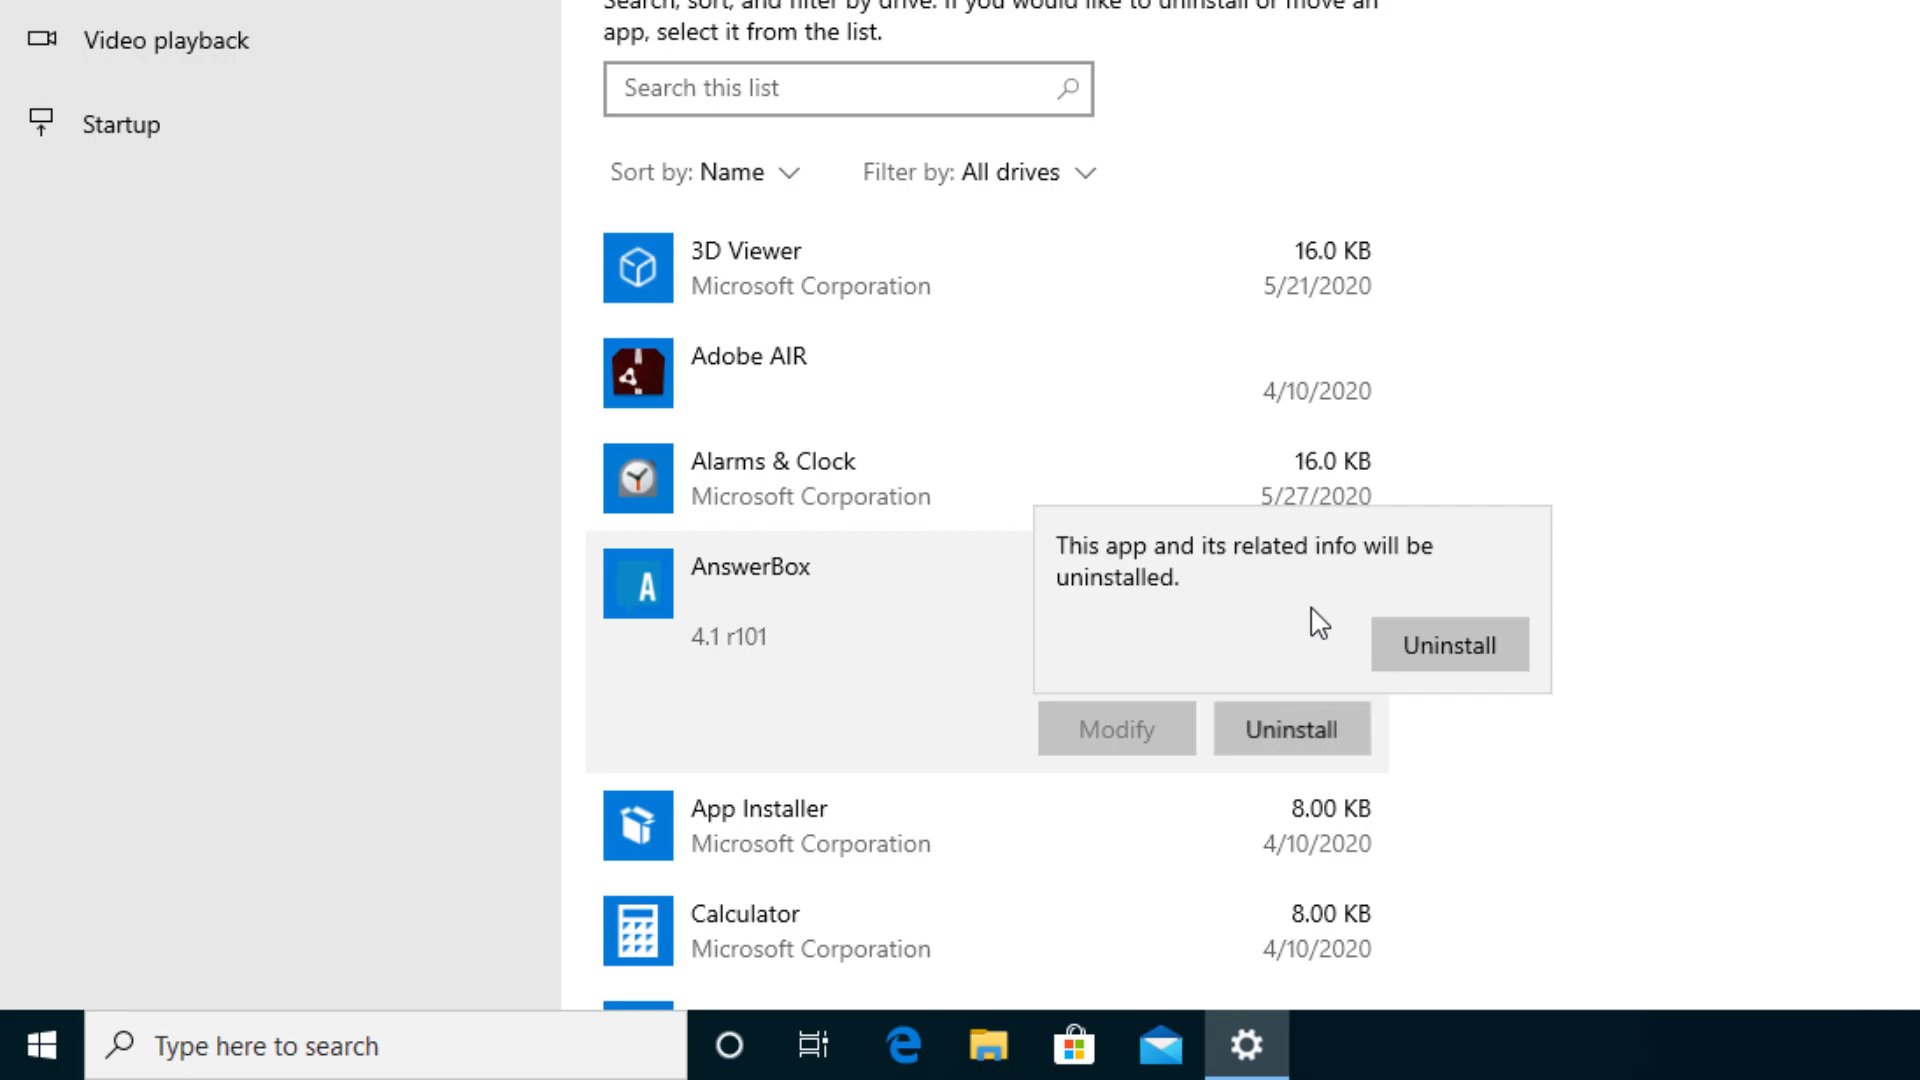 Video playback
Startup
Search, sort, and filter by drive. If you would like to uninstall or move an
app, select it from the list.
Search this list
Sort by: Name
Filter by: All drives
3D Viewer
16.0 KB
Microsoft Corporation
5/21/2020
Adobe AIR
4/10/2020
Alarms & Clock
16.0 KB
Microsoft Corporation
5/27/2020
AnswerBox
4.1 r101
This app and its related info will be
uninstalled.
Uninstall
Modify
Uninstall
App Installer
8.00 KB
Microsoft Corporation
4/10/2020
Calculator
8.00 KB
Microsoft Corporation
4/10/2020
Type here to search